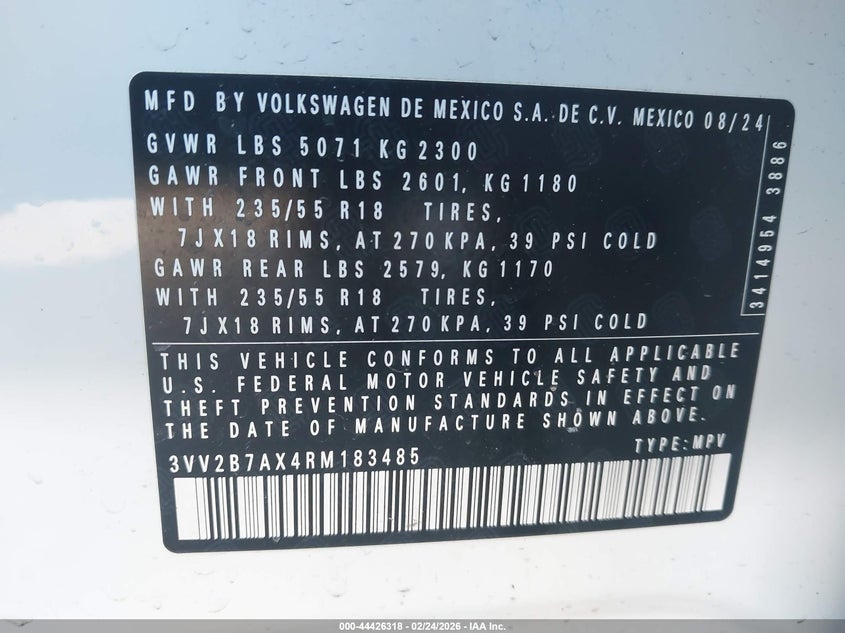 MFD BY VOLKSWAGEN DE MEXICO S.A. DE C.V. MEXICO 08/24
GVWR LBS 5071 KG 2300
GAWR FRONT LBS 2601, KG 1180
WITH 235/55 R18 TIRES,
7JX18 RIMS, AT 270 KPA, 39 PSI COLD
GAWR REAR LBS 2579, KG 1170
WITH 235/55 R18 TIRES,
7JX18 RIMS, AT 270 KPA, 39 PSI COLD
3414954 3886
THIS VEHICLE CONFORMS TO ALL APPLICABLE
U.S. FEDERAL MOTOR VEHICLE SAFETY AND
THEFT PREVENTION STANDARDS IN EFFECT ON
THE DATE OF MANUFACTURE SHOWN ABOVE.
3VV2B7AX4RM183485 TYPE: MPV
000-44426318 - 02/24/2026 - IAA Inc.